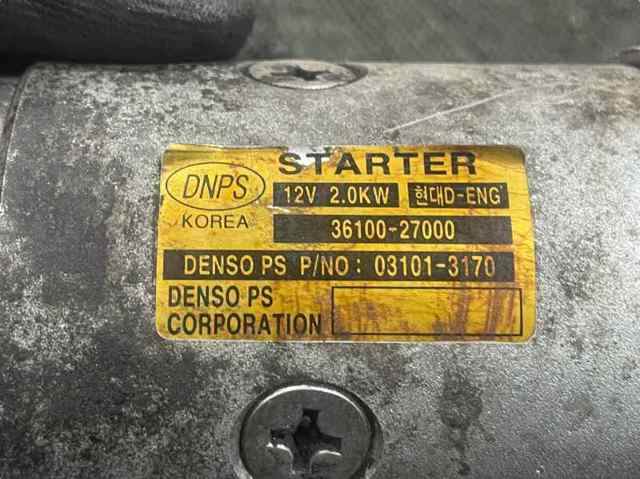 STARTER
DNPS
12V 2.0KW 현대D-ENG
KOREA
36100-27000
DENSO PS P/NO : 03101-3170
DENSO PS
CORPORATION